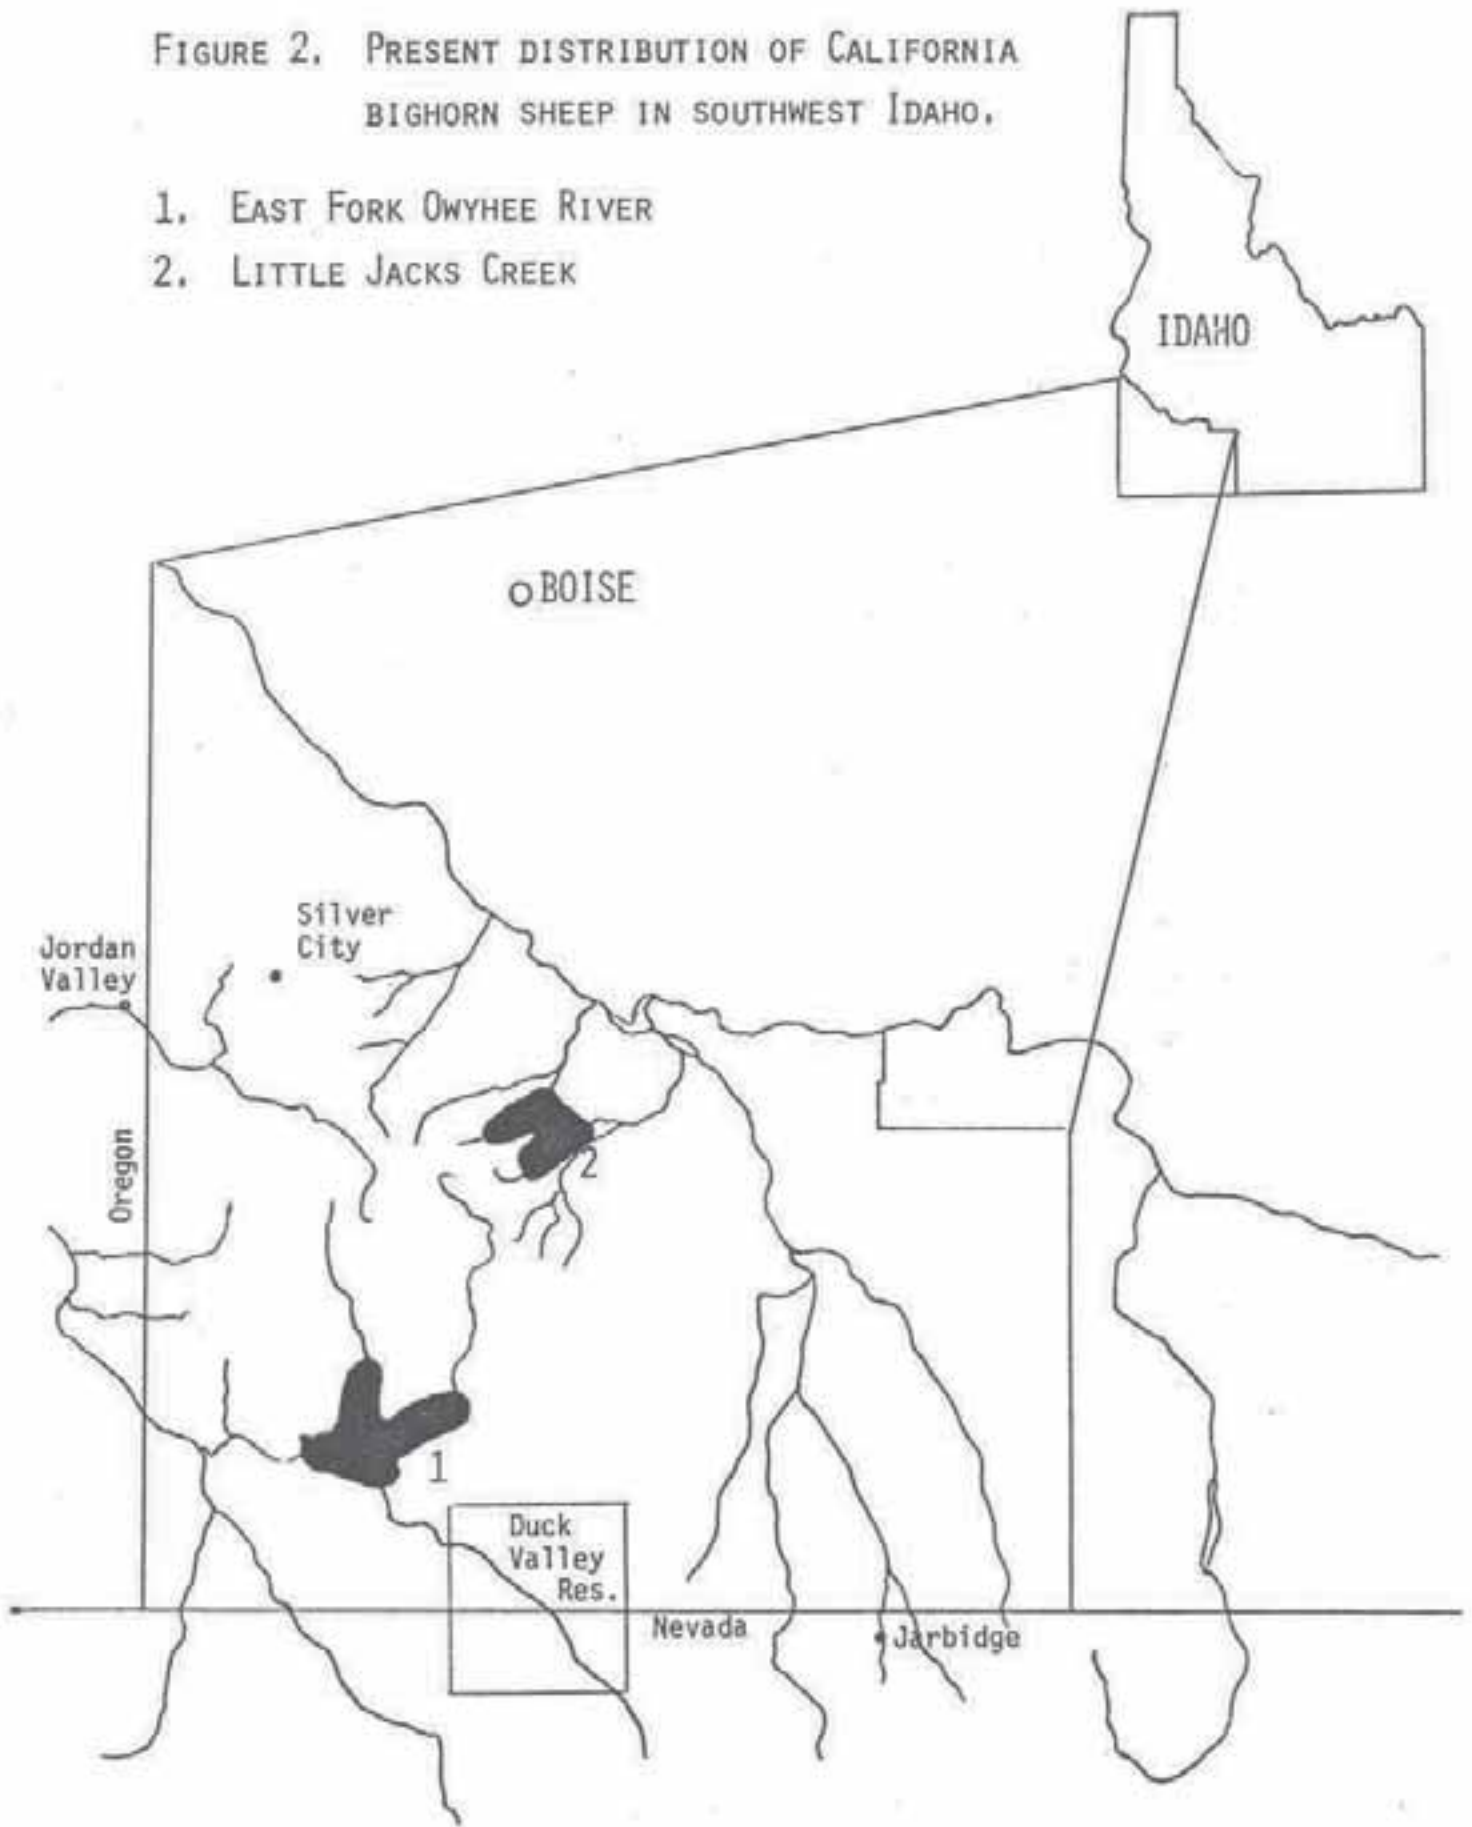 FIGURE 2. PRESENT DISTRIBUTION OF CALIFORNIA
BIGHORN SHEEP IN SOUTHWEST IDAHO.
1. EAST FORK OWYHEE RIVER
2. LITTLE JACKS CREEK
IDAHO
BOISE
Silver
City
Jordan
Valley
Oregon
2
1
Duck
Valley
Res.
Nevada
Jarbidge